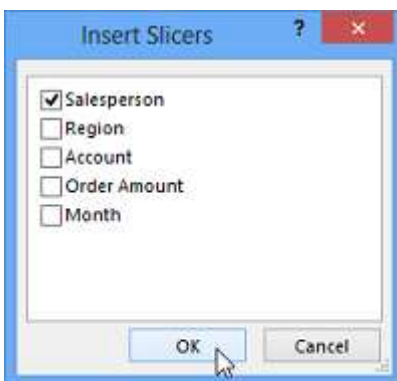 Insert Slicers ?
Salesperson
Region
Account
Order Amount
Month
OK Cancel